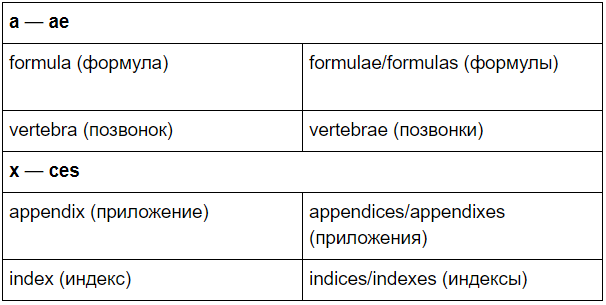 a — ae
formula (формула)
formulae/formulas (формулы)
vertebra (позвонок)
vertebrae (позвонки)
x — ces
appendix (приложение)
appendices/appendixes
(приложения)
index (индекс)
indices/indexes (индексы)